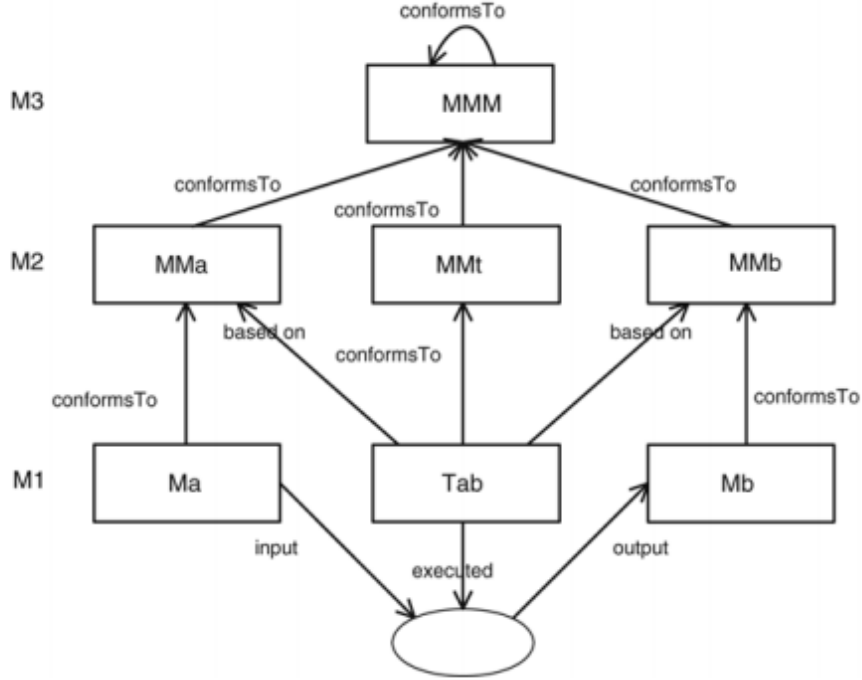 conformsTo
M3
MMM
conformsTo
conformsTo
conformsTo
M2
MMa
MMt
MMb
based on
conformsTo
based on
conformsTo
conformsTo
M1
Ma
Tab
Mb
input
executed
output